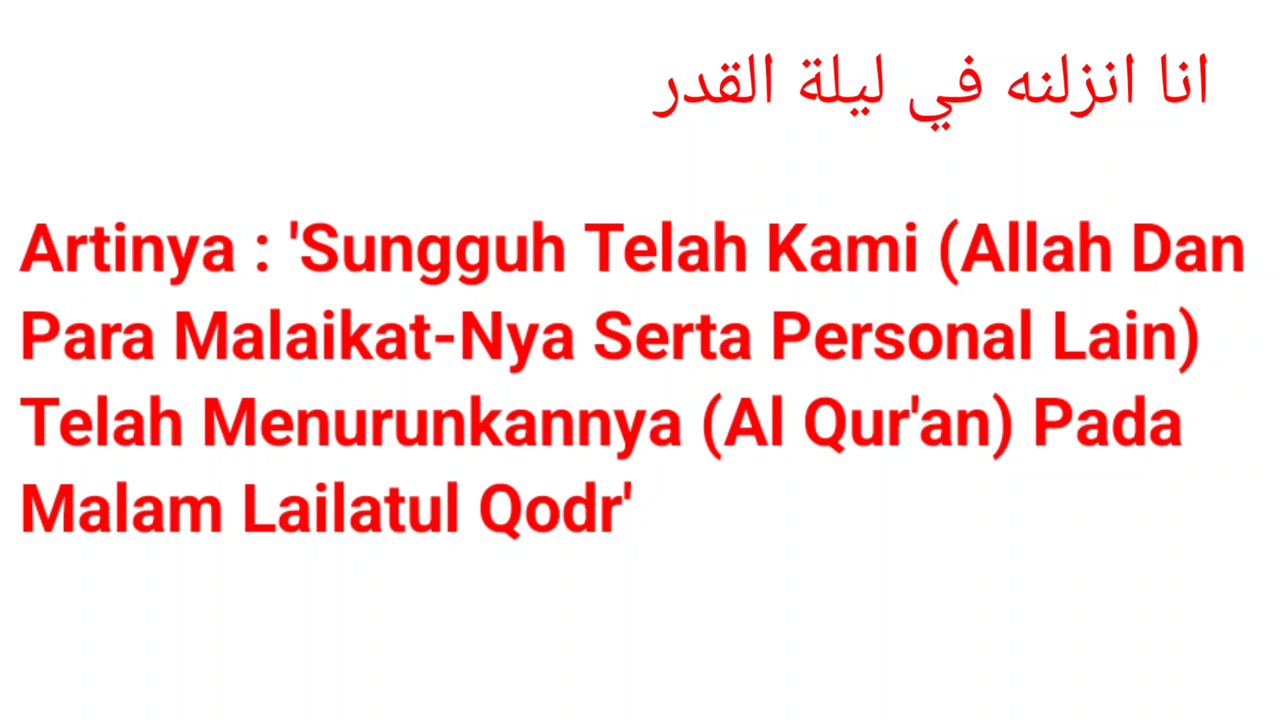 انا انزلنه في ليلة القدر
Artinya : 'Sungguh Telah Kami (Allah Dan
Para Malaikat-Nya Serta Personal Lain)
Telah Menurunkannya (Al Qur'an) Pada
Malam Lailatul Qodr'